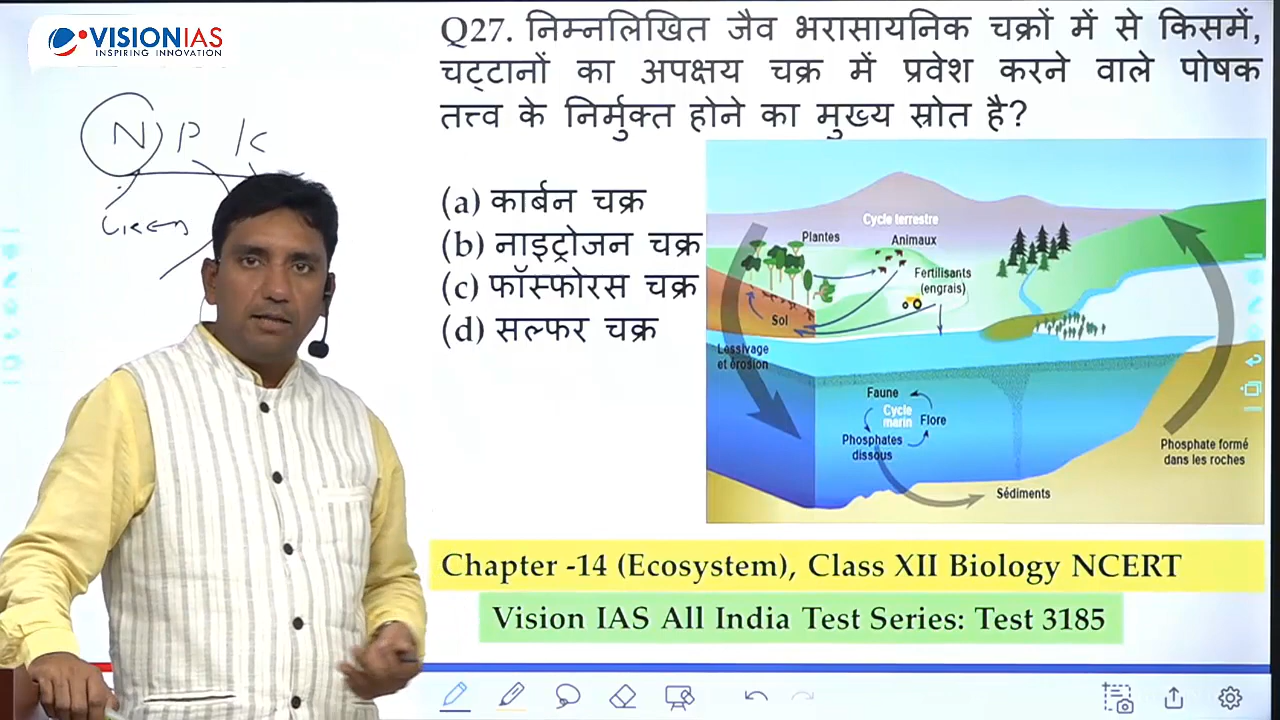 VISIONIAS
INSPIRING INNOVATION
N P K
Green
Q27. निम्नलिखित जैव भरासायनिक चक्रों में से किसमें,
चट्टानों का अपक्षय चक्र में प्रवेश करने वाले पोषक
तत्त्व के निर्मुक्त होने का मुख्य स्रोत है?
(a) कार्बन चक्र
(b) नाइट्रोजन चक्र
(c) फॉस्फोरस चक्र
(d) सल्फर चक्र
Cycle terrestre
Plantes
Animaux
Fertilisants
(engrais)
Sol
Lessivage
et érosion
Faune
Cycle
marin
Flore
Phosphates
dissous
Sédiments
Phosphate formé
dans les roches
Chapter -14 (Ecosystem), Class XII Biology NCERT
Vision IAS All India Test Series: Test 3185